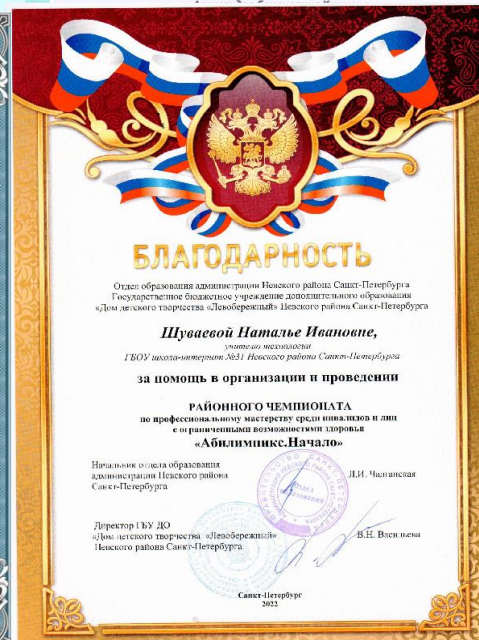 БЛАГОДАРНОСТЬ
Отдел образования администрации Невского района Санкт-Петербурга
Государственное бюджетное учреждение дополнительного образования
«Дом детского творчества «Левобережный» Невского района Санкт-Петербурга
Шуваевой Наталье Ивановне,
учителю технологии
ГБОУ школа-интернат №31 Невского района Санкт-Петербурга
за помощь в организации и проведении
РАЙОННОГО ЧЕМПИОНАТА
по профессиональному мастерству среди инвалидов и лиц
с ограниченными возможностями здоровья
«Абилимпикс.Начало»
Начальник отдела образования
администрации Невского района
Санкт-Петербурга
Л.И. Чалганская
Отдел
образования
Директор ГБУ ДО
«Дом детского творчества «Левобережный»
Невского района Санкт-Петербурга
В.Н. Васильева
Санкт-Петербург
2022